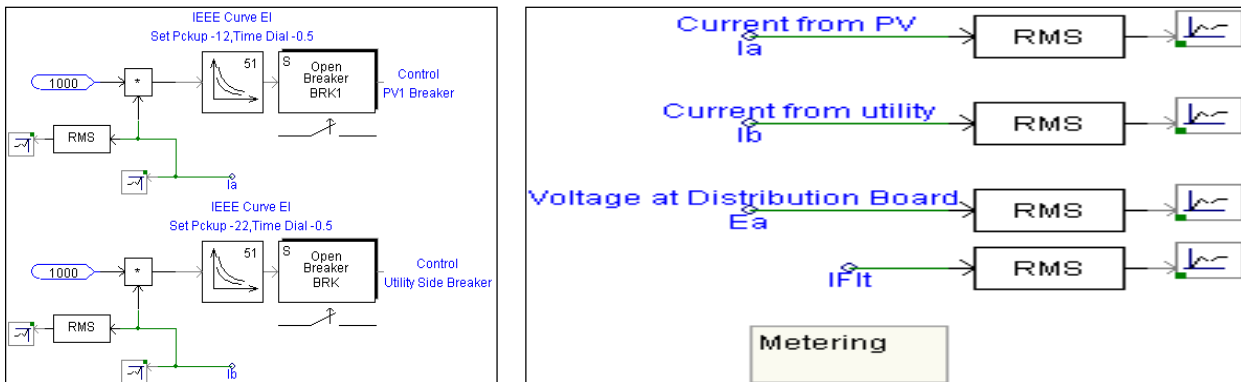 IEEE Curve EI
Set Pckup -12,Time Dial -0.5
1000
*
51
S
Open
Breaker
BRK1
Control
PV1 Breaker
RMS
Ia
IEEE Curve EI
Set Pckup -22,Time Dial -0.5
1000
*
51
S
Open
Breaker
BRK
Control
Utility Side Breaker
RMS
Ib
Current from PV
Ia
RMS
Current from utility
Ib
RMS
Voltage at Distribution Board
Ea
RMS
IFlt
RMS
Metering